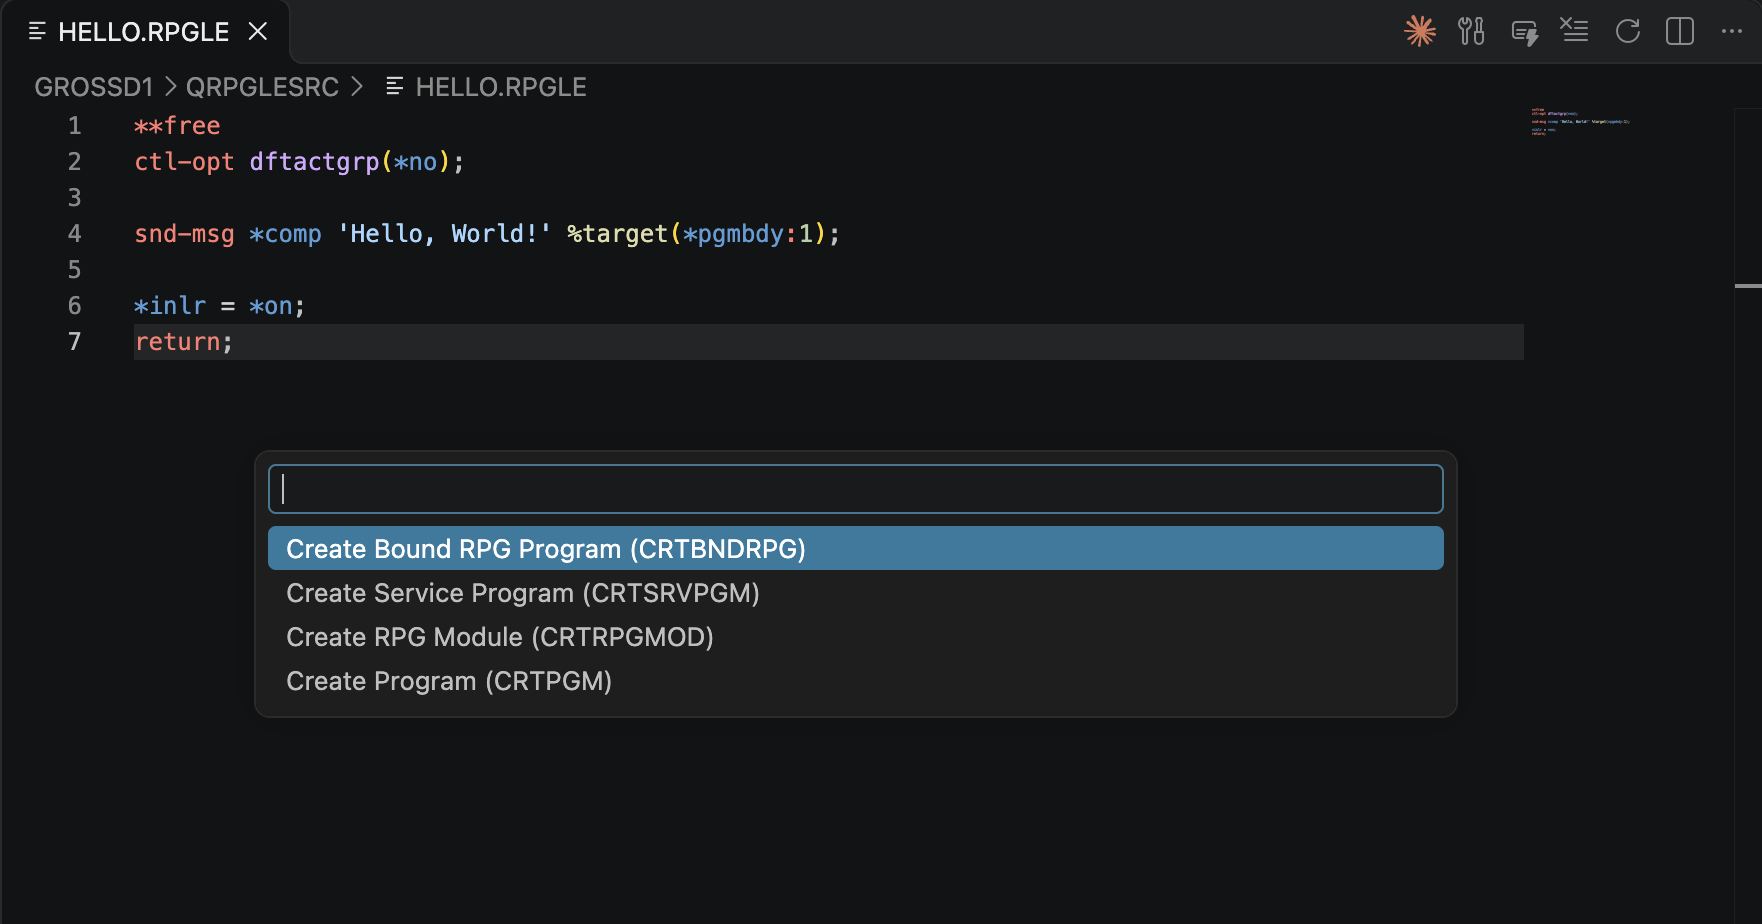 HELLO.RPGLE
GROSSD1 > QRPGLESRC > HELLO.RPGLE
1 **free
2 ctl-opt dftactgrp(*no);
3
4 snd-msg *comp 'Hello, World!' %target(*pgmbdy:1);
5
6 *inlr = *on;
7 return;
Create Bound RPG Program (CRTBNDRPG)
Create Service Program (CRTSRVPGM)
Create RPG Module (CRTRPGMOD)
Create Program (CRTPGM)